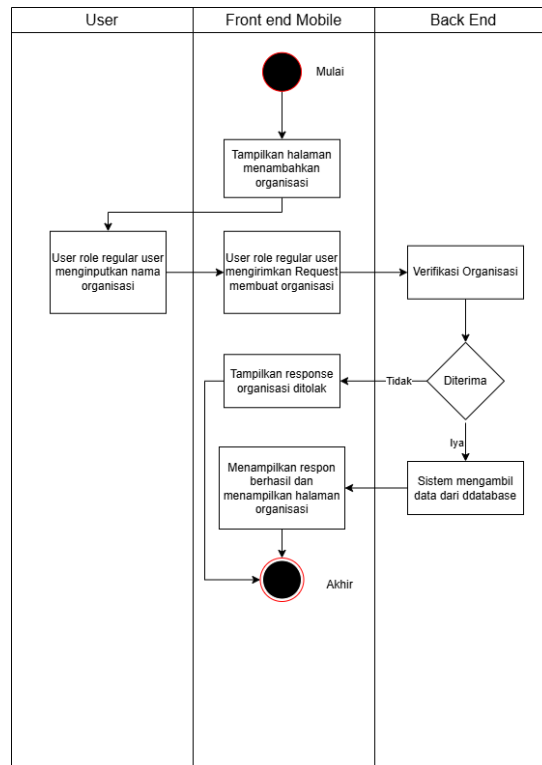 User
Front end Mobile
Back End
Mulai
Tampilkan halaman
menambahkan
organisasi
User role regular user
menginputkan nama
organisasi
User role regular user
mengirimkan Request
membuat organisasi
Verifikasi Organisasi
Tampilkan response
organisasi ditolak
Tidak
Diterima
Iya
Menampilkan respon
berhasil dan
menampilkan halaman
organisasi
Sistem mengambil
data dari ddatabase
Akhir